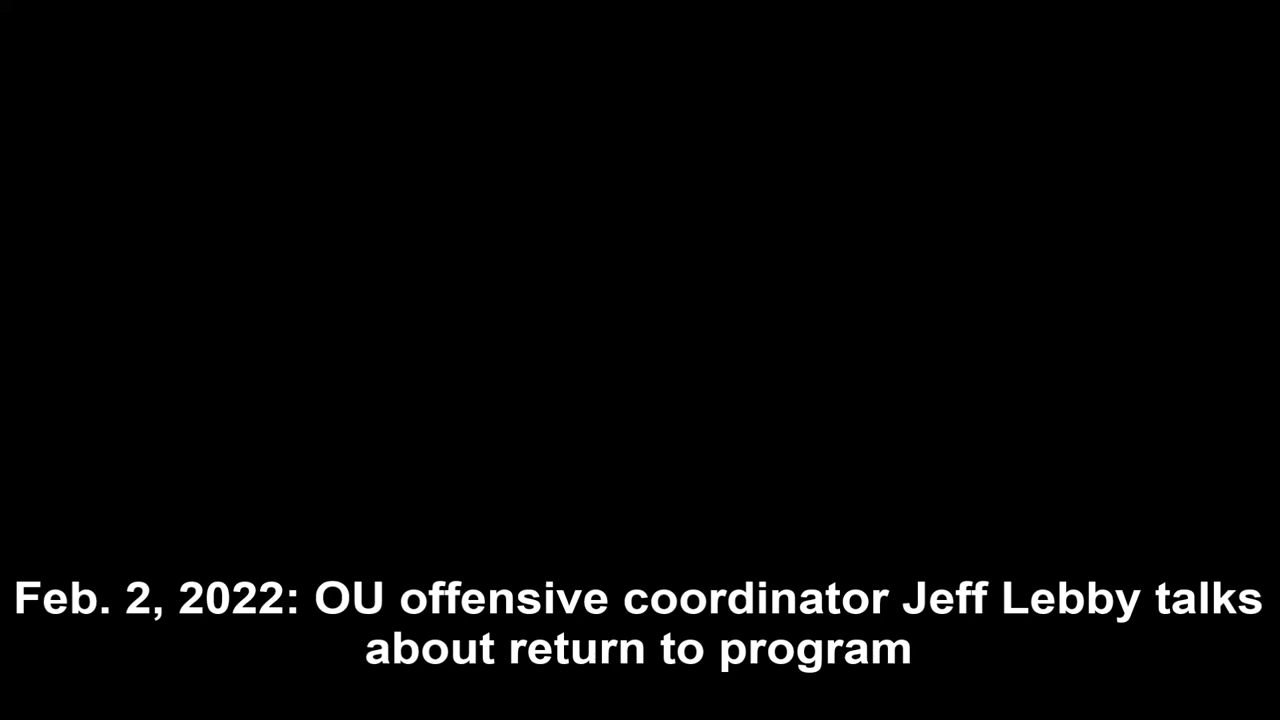 Feb. 2, 2022: OU offensive coordinator Jeff Lebby talks
about return to program